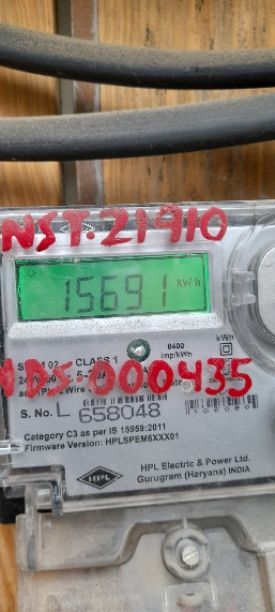 NST.21910
15691 kWh
6400
imp/kWh
kWh
CLASS 1
ADS-000435
S. No. L 658048
Category C3 as per IS 15959:2011
Firmware Version: HPLSPEM6XXX01
HPL
HPL Electric & Power Ltd.
Gurugram (Haryana) INDIA